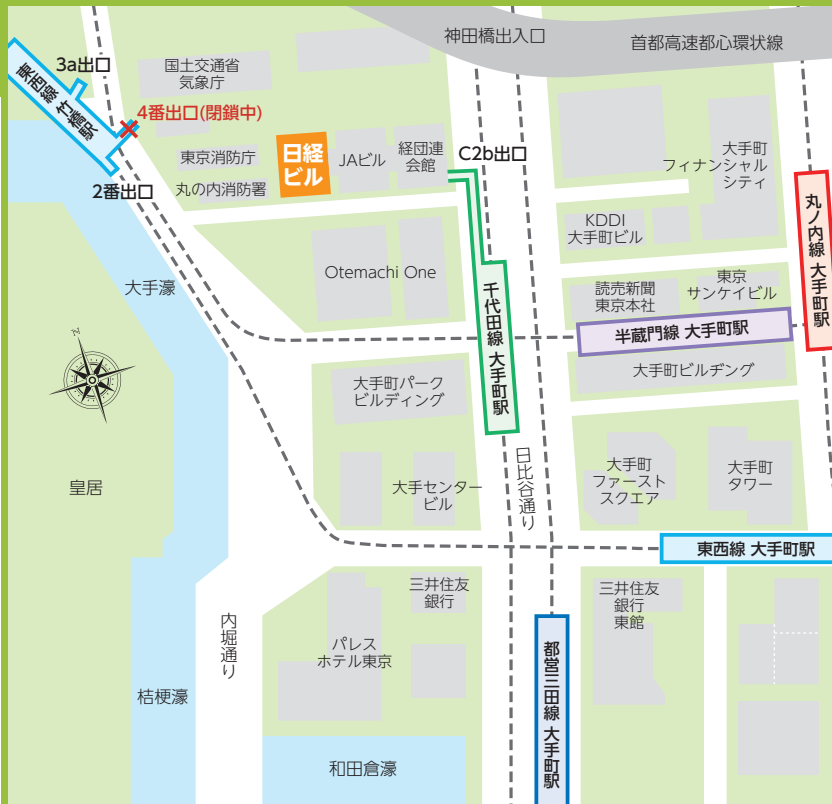 神田橋出入口
首都高速都心環状線
3a出口
国土交通省
気象庁
東西線 竹橋駅
4番出口(閉鎖中)
東京消防庁
丸の内消防署
日経
ビル
JAビル
経団連
会館
C2b出口
大手町
フィナンシャル
シティ
2番出口
KDDI
大手町ビル
丸ノ内線 大手町駅
大手濠
Otemachi One
千代田線 大手町駅
読売新聞
東京本社
東京
サンケイビル
半蔵門線 大手町駅
N
大手町パーク
ビルディング
大手町ビルヂング
皇居
大手センター
ビル
日比谷通り
大手町
ファースト
スクエア
大手町
タワー
東西線 大手町駅
内堀通り
三井住友
銀行
三井住友
銀行
東館
パレス
ホテル東京
都営三田線 大手町駅
桔梗濠
和田倉濠